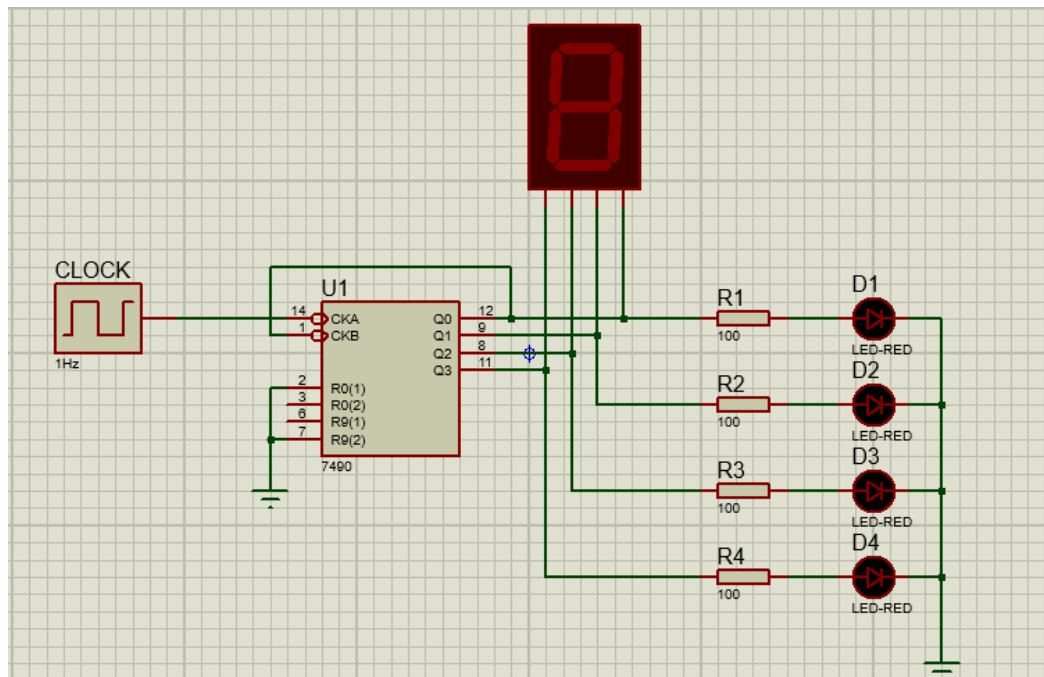 CLOCK
1Hz
U1
14 CKA Q0 12
1 CKB Q1 9
Q2 8
Q3 11
2 R0(1)
3 R0(2)
6 R9(1)
7 R9(2)
7490
R1
100
D1
LED-RED
R2
100
D2
LED-RED
R3
100
D3
LED-RED
R4
100
D4
LED-RED